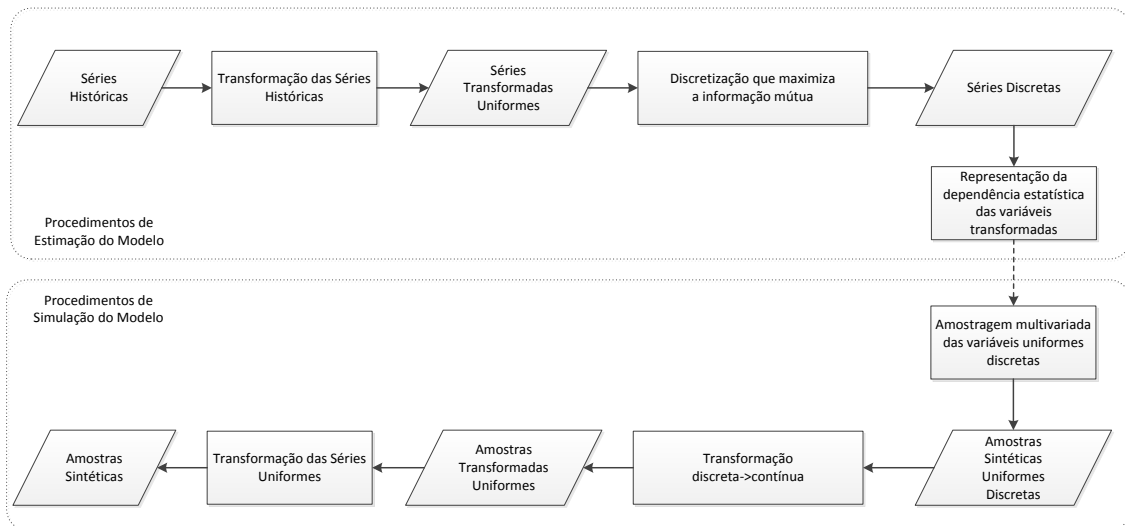 Séries
Históricas
Transformação das Séries
Históricas
Séries
Transformadas
Uniformes
Discretização que maximiza
a informação mútua
Séries Discretas
Representação da
dependência estatística
das variáveis
transformadas
Procedimentos de
Estimação do Modelo
Procedimentos de
Simulação do Modelo
Amostragem multivariada
das variáveis uniformes
discretas
Amostras
Sintéticas
Uniformes
Discretas
Transformação
discreta->contínua
Amostras
Transformadas
Uniformes
Transformação das Séries
Uniformes
Amostras
Sintéticas